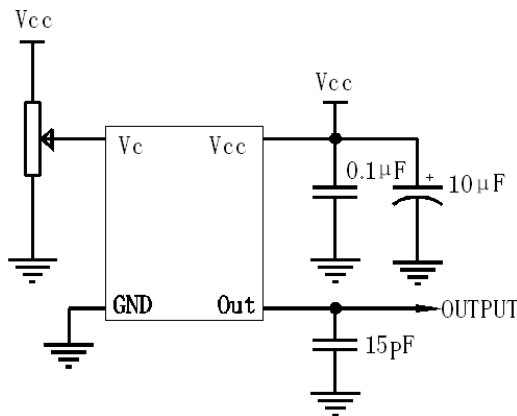 Vcc
Vcc
Vc
Vcc
0.1μF
+
10μF
GND
Out
OUTPUT
15pF